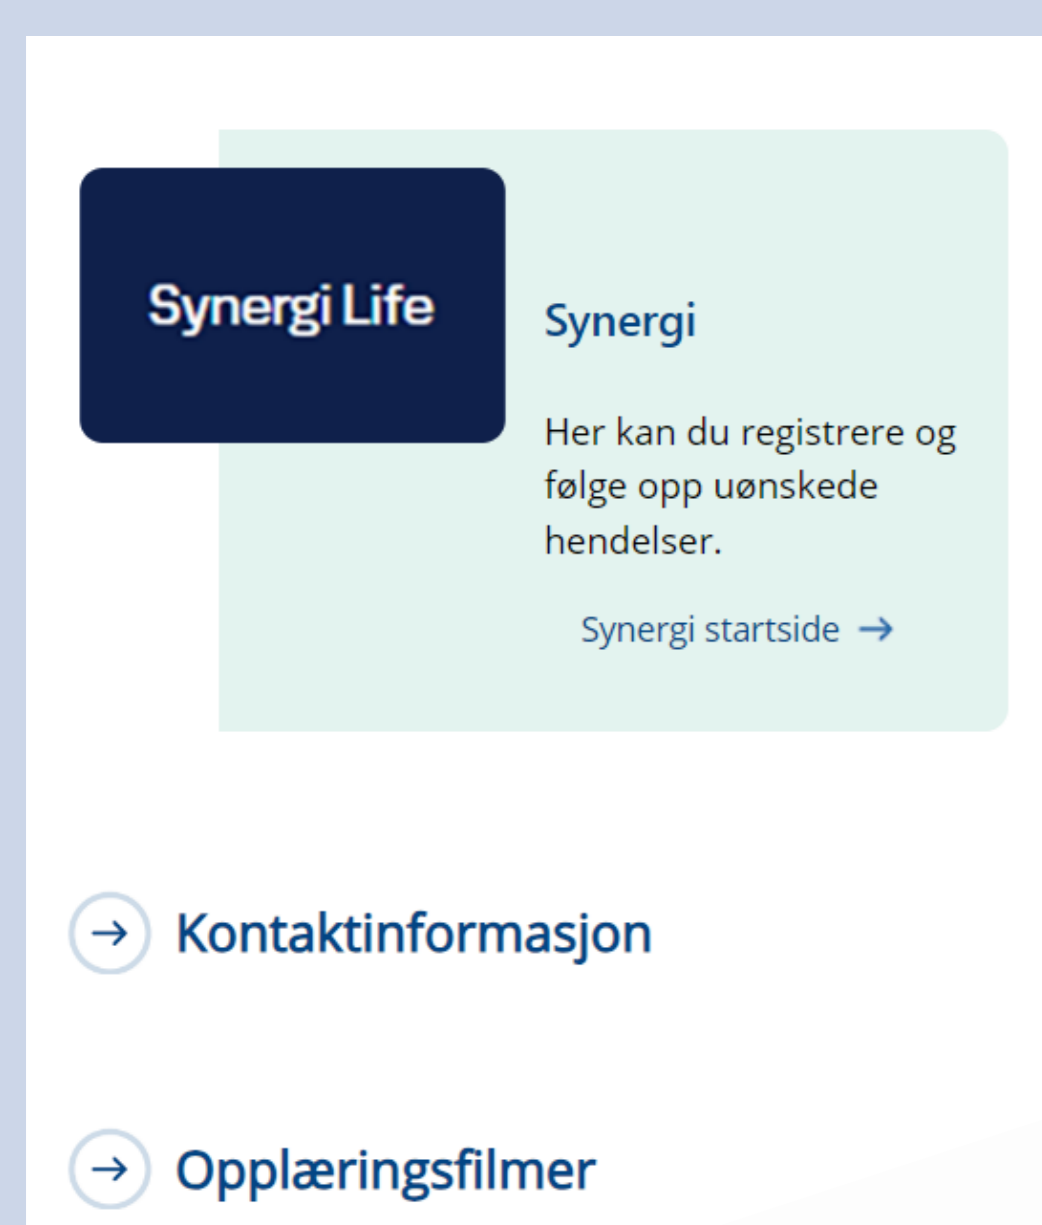 Synergi Life
Synergi
Her kan du registrere og
følge opp uønskede
hendelser.
Synergi startside →
Kontaktinformasjon
Opplæringsfilmer